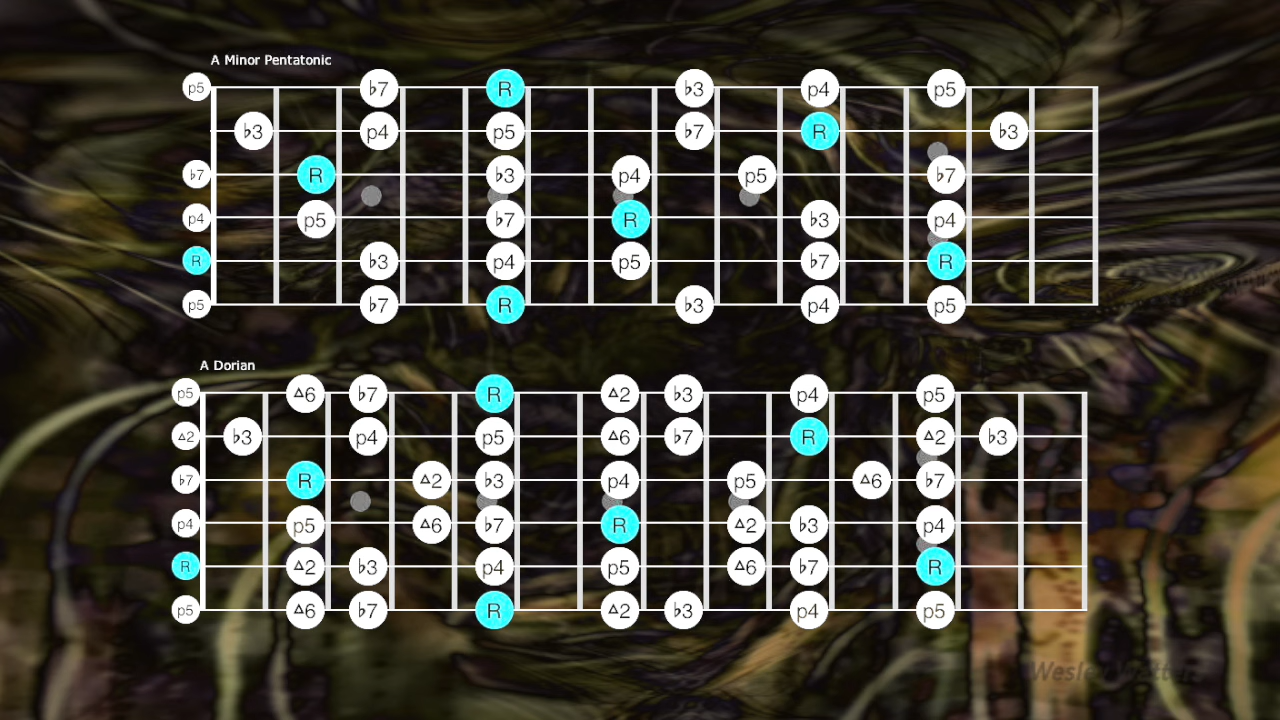 A Minor Pentatonic
p5 ♭7 R ♭3 p4 p5
♭3 p4 p5 ♭7 R ♭3
♭7 R ♭3 p4 p5 ♭7
p4 p5 ♭7 R ♭3 p4
R ♭3 p4 p5 ♭7 R
p5 ♭7 R ♭3 p4 p5
A Dorian
p5 △6 ♭7 R △2 ♭3 p4 p5
△2 ♭3 p4 p5 △6 ♭7 R △2 ♭3
♭7 R △2 ♭3 p4 p5 △6 ♭7
p4 p5 △6 ♭7 R △2 ♭3 p4
R △2 ♭3 p4 p5 △6 ♭7 R
p5 △6 ♭7 R △2 ♭3 p4 p5